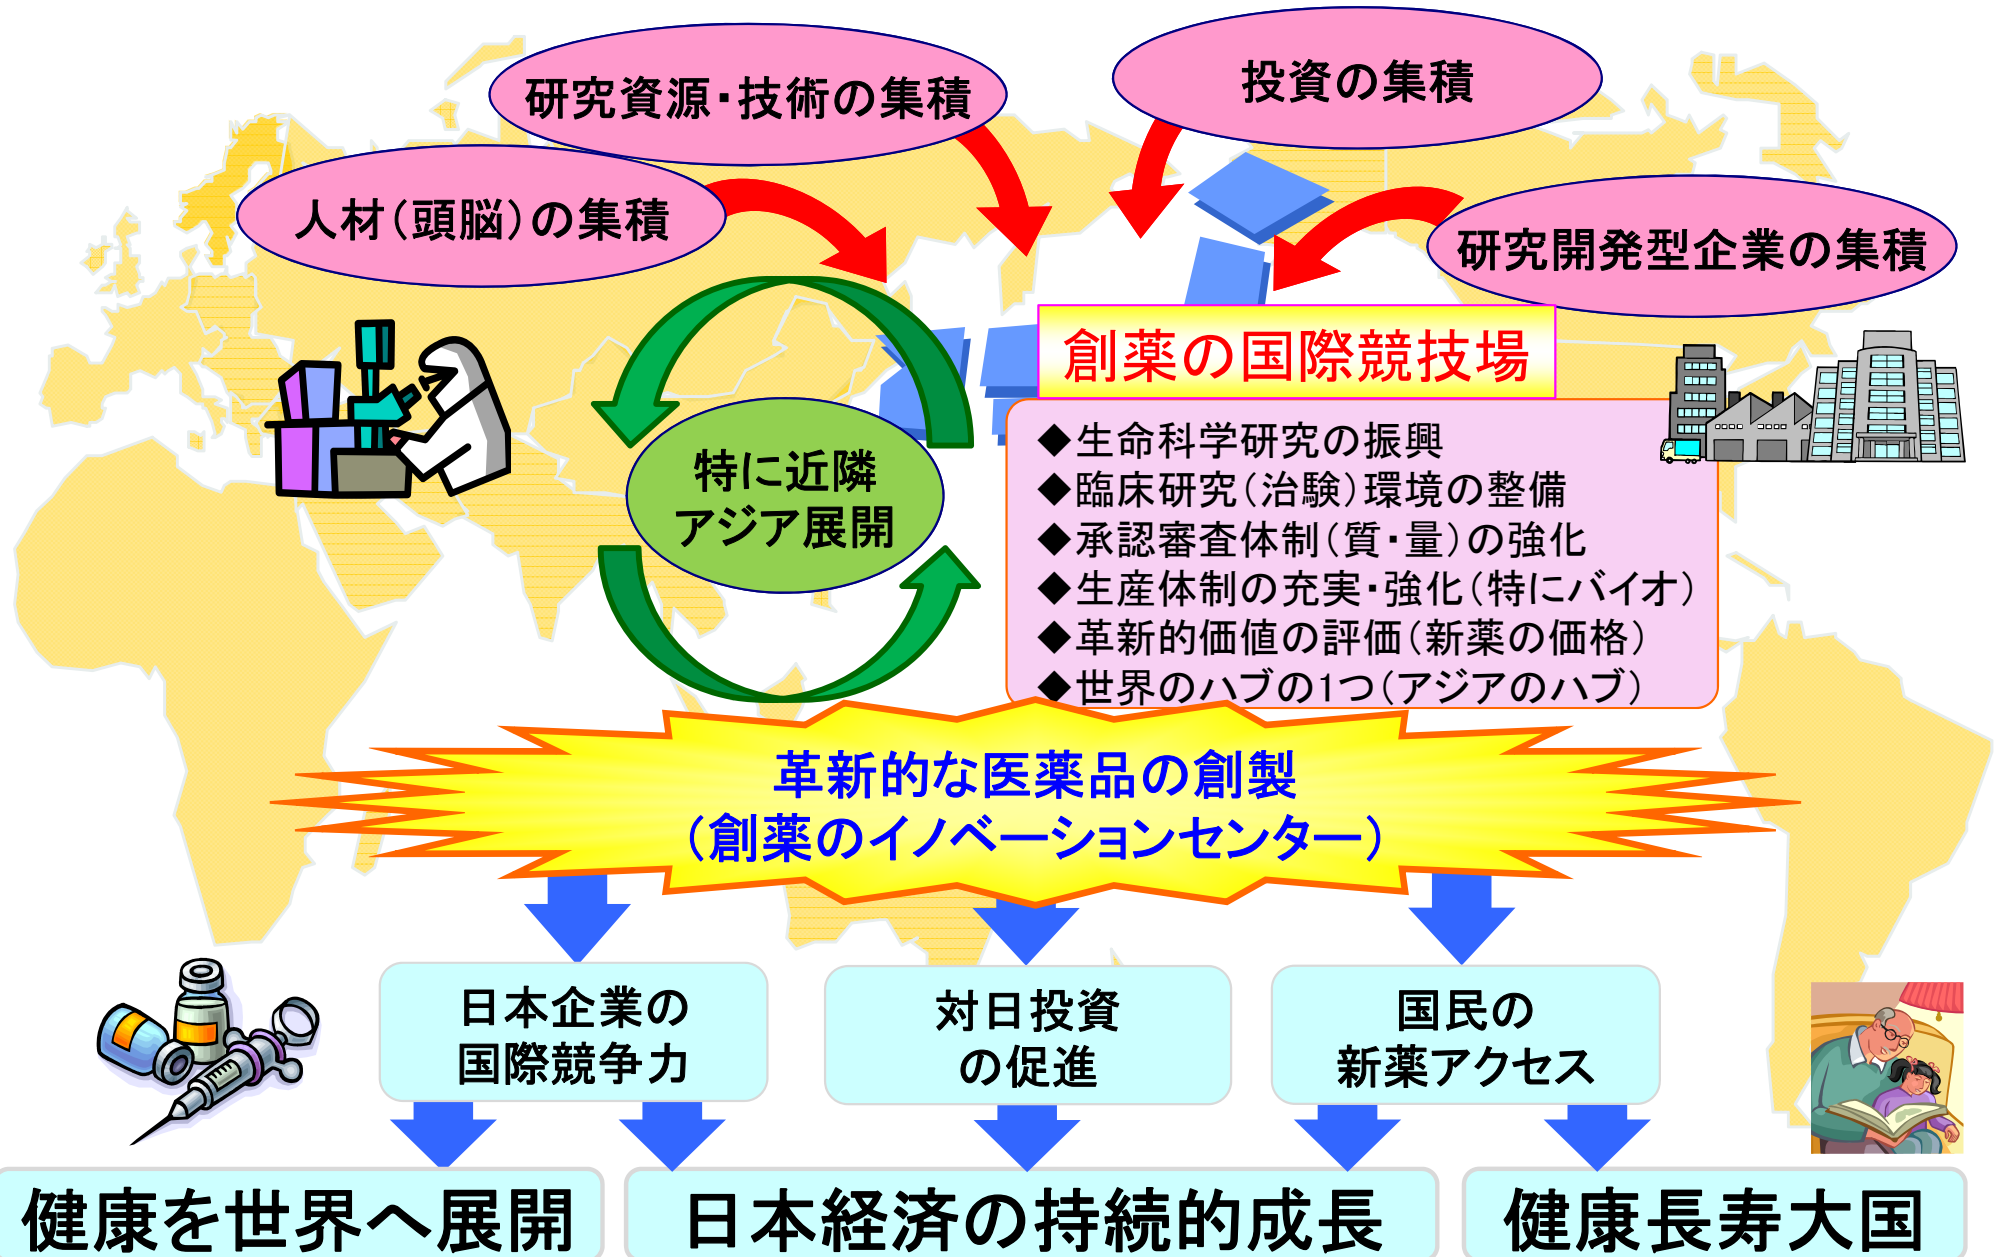 研究資源・技術の集積
投資の集積
人材（頭脳）の集積
研究開発型企業の集積
創薬の国際競技場
◆生命科学研究の振興
◆臨床研究（治験）環境の整備
◆承認審査体制（質・量）の強化
◆生産体制の充実・強化（特にバイオ）
◆革新的価値の評価（新薬の価格）
◆世界のハブの1つ（アジアのハブ）
特に近隣
アジア展開
革新的な医薬品の創製
（創薬のイノベーションセンター）
日本企業の
国際競争力
対日投資
の促進
国民の
新薬アクセス
健康を世界へ展開
日本経済の持続的成長
健康長寿大国